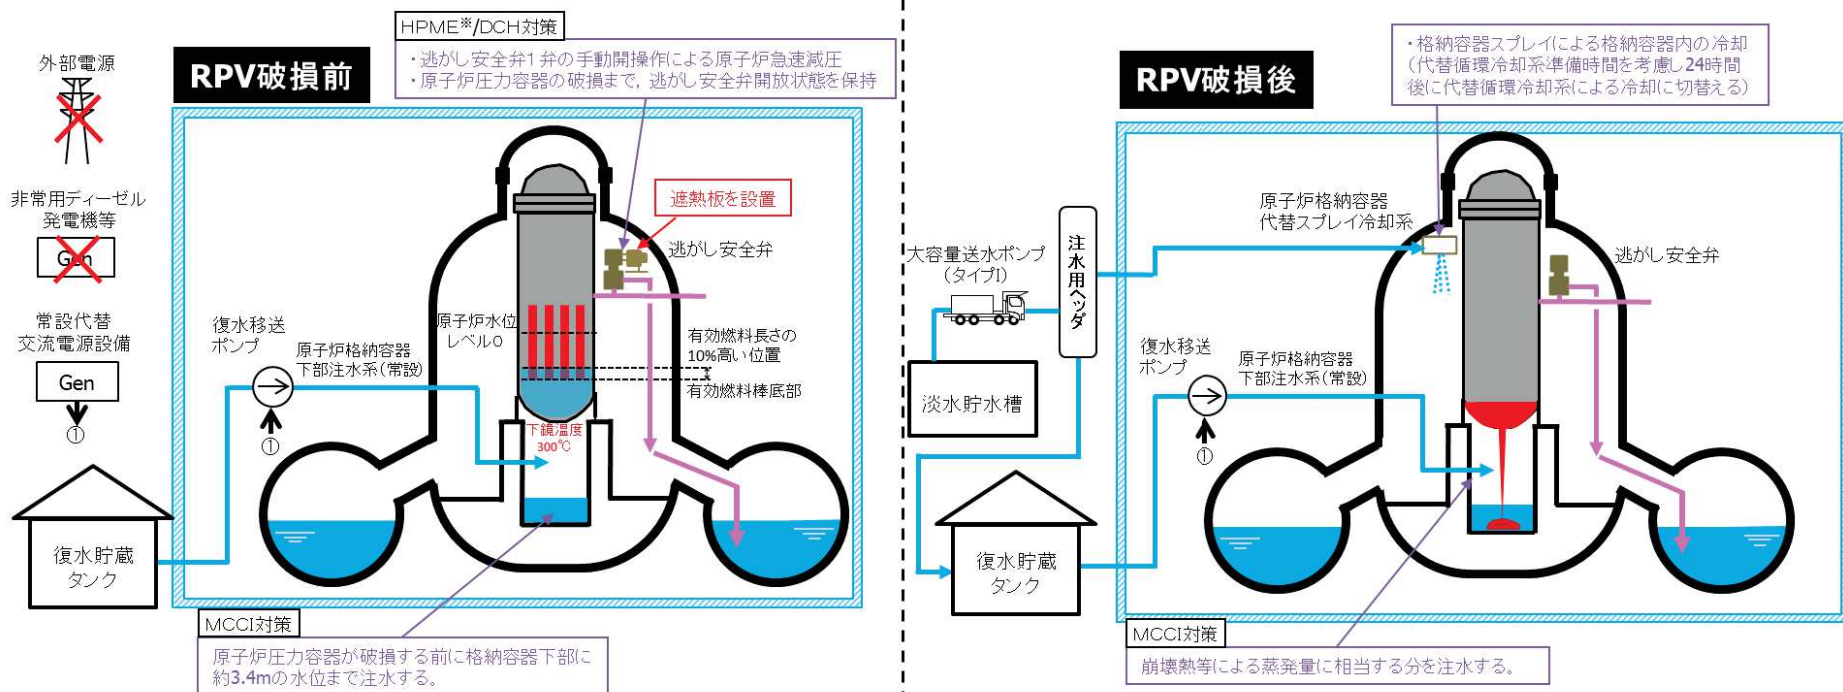 HPME※/DCH対策
・逃がし安全弁1弁の手動開操作による原子炉急速減圧
・原子炉圧力容器の破損まで，逃がし安全弁開放状態を保持
外部電源
RPV破損前
非常用ディーゼル
発電機等
Gen
遮熱板を設置
逃がし安全弁
常設代替
交流電源設備
Gen
①
復水移送
ポンプ
①
原子炉格納容器
下部注水系(常設)
原子炉水位
レベル0
有効燃料長さの
10%高い位置
有効燃料棒底部
下鏡温度
300℃
復水貯蔵
タンク
MCCI対策
原子炉圧力容器が破損する前に格納容器下部に
約3.4mの水位まで注水する。
RPV破損後
・格納容器スプレイによる格納容器内の冷却
(代替循環冷却系準備時間を考慮し24時間
後に代替循環冷却系による冷却に切替える)
原子炉格納容器
代替スプレイ冷却系
大容量送水ポンプ
(タイプI)
注水用ヘッダ
逃がし安全弁
淡水貯水槽
復水移送
ポンプ
①
原子炉格納容器
下部注水系(常設)
復水貯蔵
タンク
MCCI対策
崩壊熱等による蒸発量に相当する分を注水する。